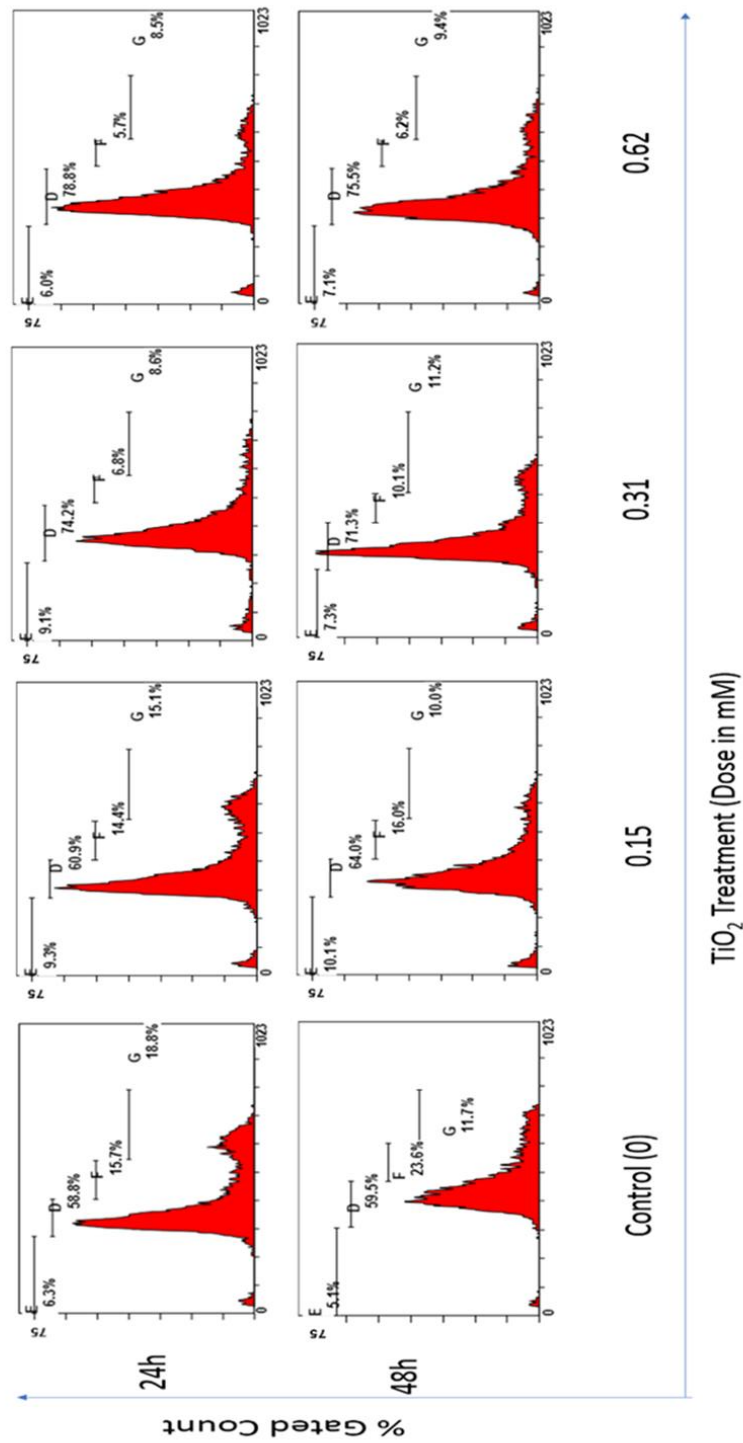 % Gated Count
24h
75
E
6.3%
D
58.8%
F
15.7%
G
18.8%
0
1023
75
E
9.3%
D
60.9%
F
14.4%
G
15.1%
0
1023
75
E
9.1%
D
74.2%
F
6.8%
G
8.6%
0
1023
75
E
6.0%
D
78.8%
F
5.7%
G
8.5%
0
1023
48h
75
E
5.1%
D
59.5%
F
23.6%
G
11.7%
0
1023
75
E
10.1%
D
64.0%
F
16.0%
G
10.0%
0
1023
75
E
7.3%
D
71.3%
F
10.1%
G
11.2%
0
1023
75
E
7.1%
D
75.5%
F
6.2%
G
9.4%
0
1023
Control (0) 0.15 0.31 0.62
TiO₂ Treatment (Dose in mM)